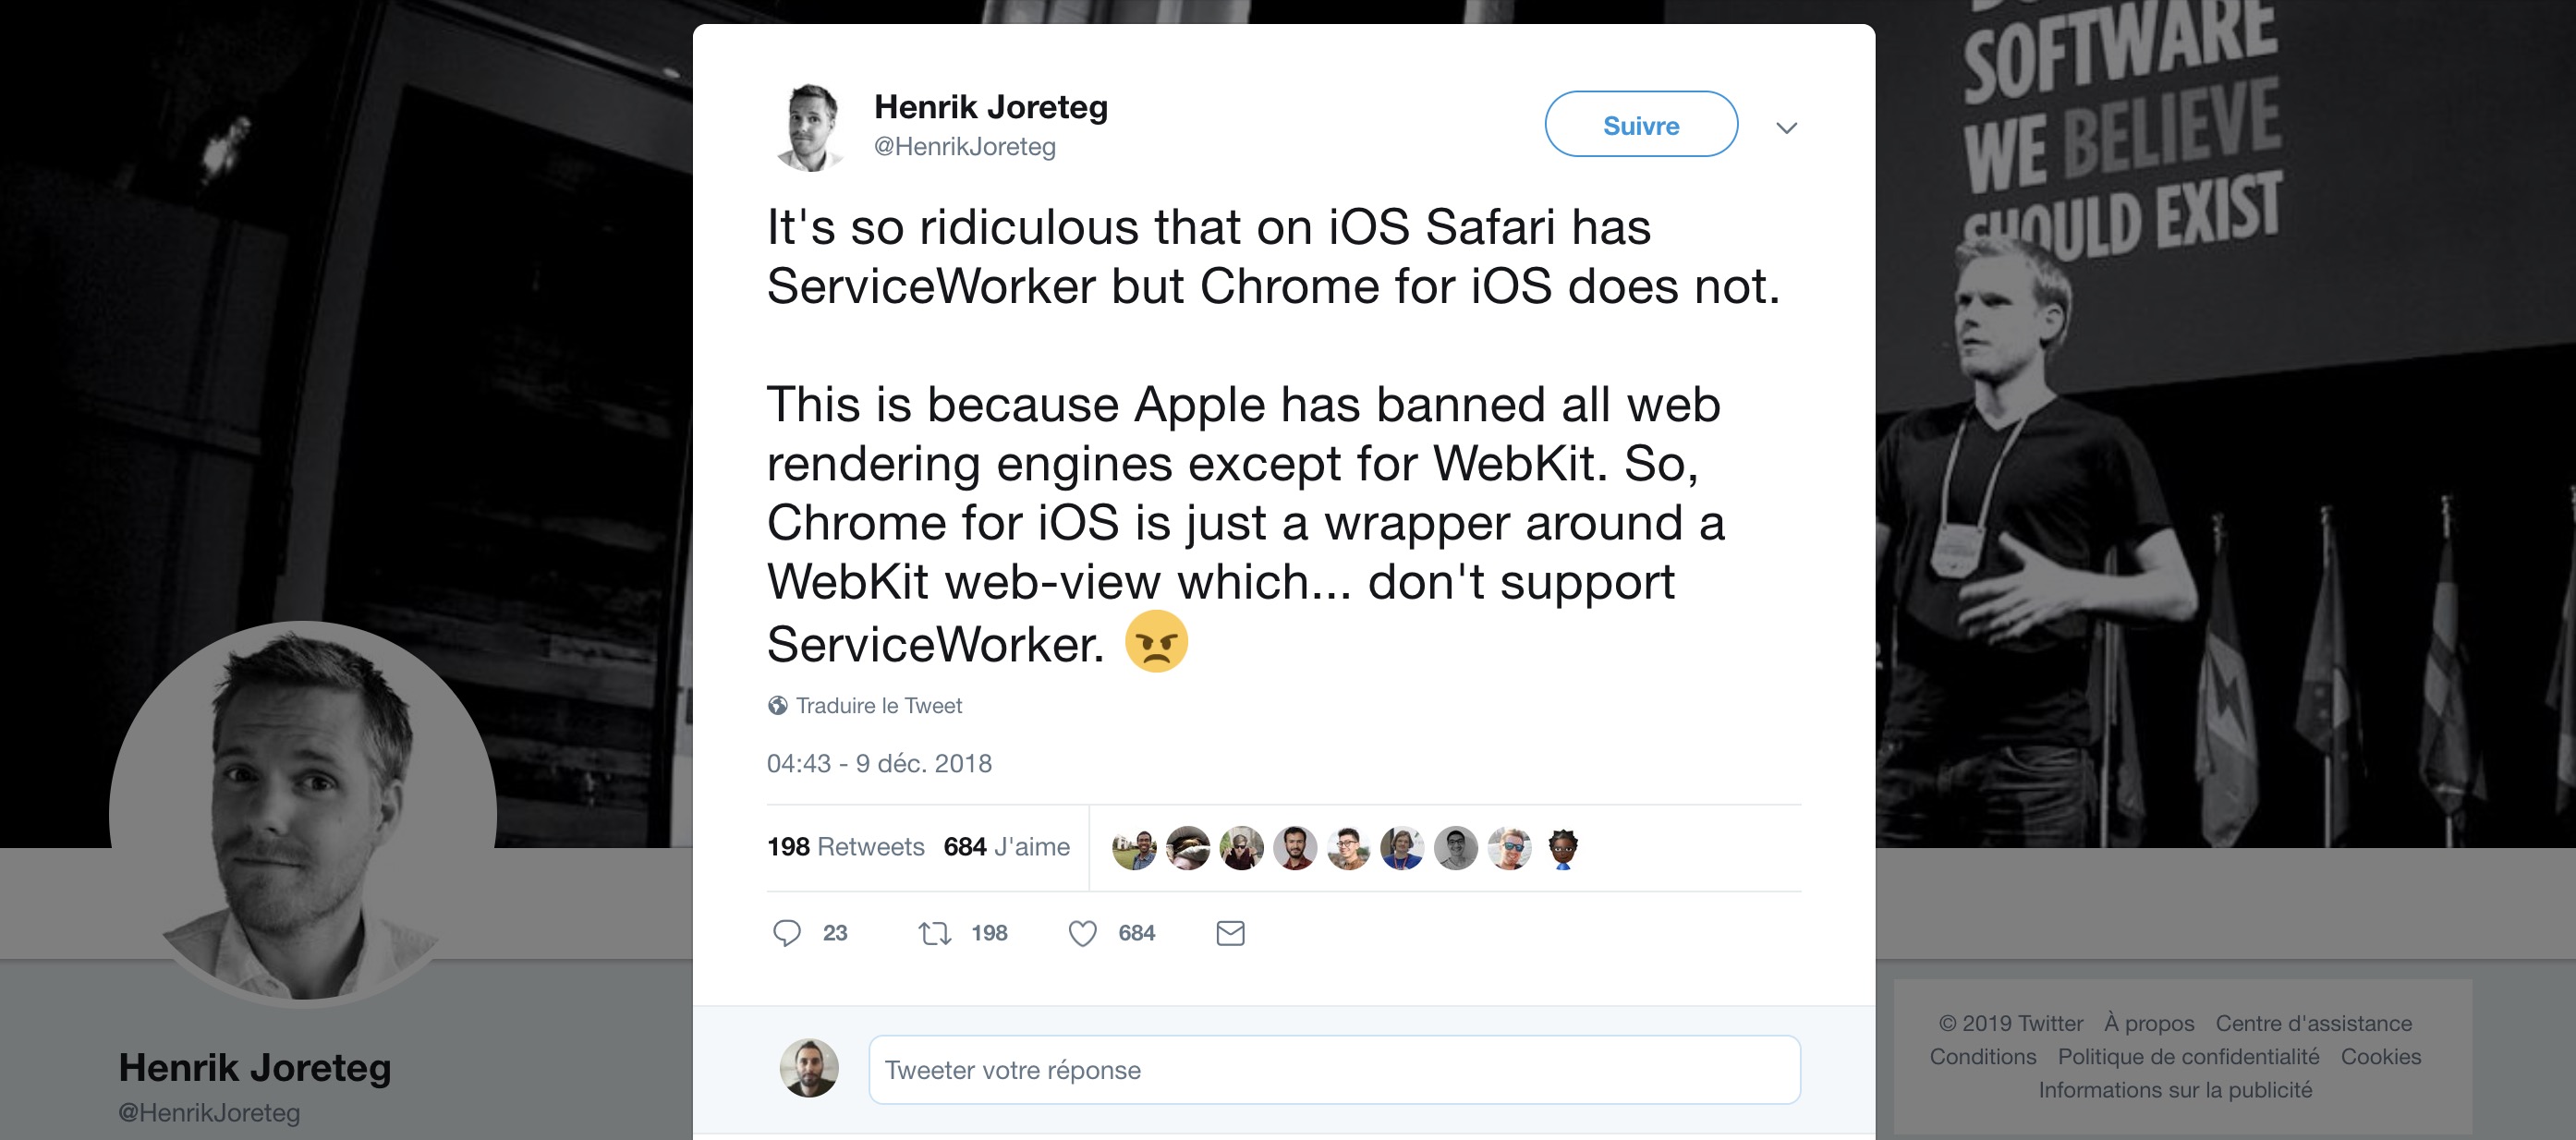 SOFTWARE
WE BELIEVE
SHOULD EXIST
Henrik Joreteg
@HenrikJoreteg
Suivre
It's so ridiculous that on iOS Safari has
ServiceWorker but Chrome for iOS does not.
This is because Apple has banned all web
rendering engines except for WebKit. So,
Chrome for iOS is just a wrapper around a
WebKit web-view which... don't support
ServiceWorker. 😠
Traduire le Tweet
04:43 - 9 déc. 2018
198 Retweets 684 J'aime
23 198 684
Tweeter votre réponse
Henrik Joreteg
@HenrikJoreteg
© 2019 Twitter À propos Centre d'assistance
Conditions Politique de confidentialité Cookies
Informations sur la publicité